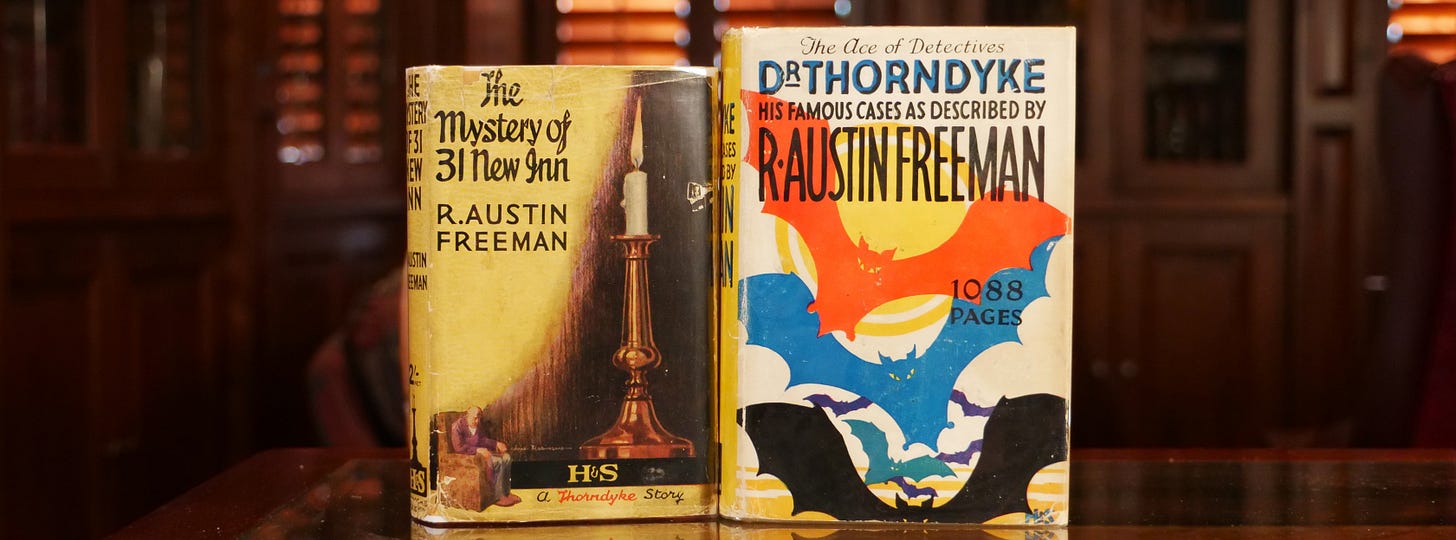 The
Mystery of
31 New Inn
R. AUSTIN
FREEMAN
H&S
A Thorndyke Story
2/-
H&S
The Ace of Detectives
DR THORNDYKE
HIS FAMOUS CASES AS DESCRIBED BY
R·AUSTIN FREEMAN
1088
PAGES